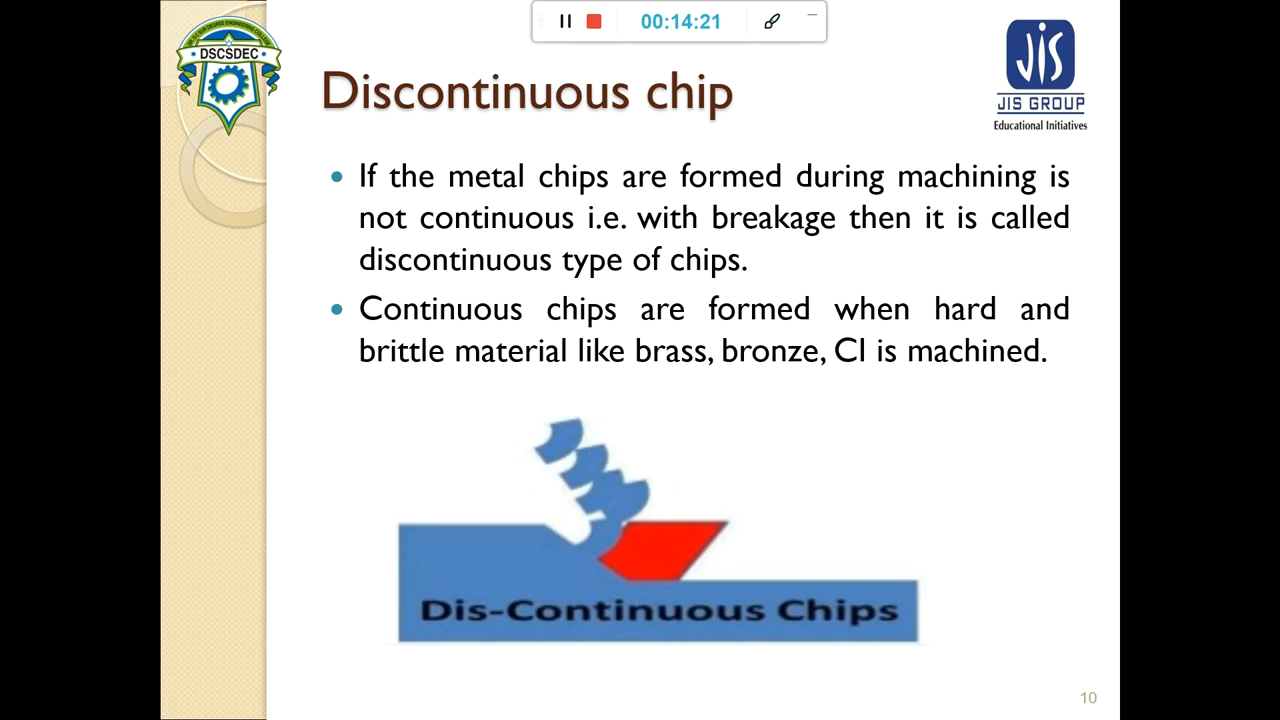 00:14:21
DSCSDEC
Discontinuous chip
JIS
JIS GROUP
Educational Initiatives
If the metal chips are formed during machining is
not continuous i.e. with breakage then it is called
discontinuous type of chips.
Continuous chips are formed when hard and
brittle material like brass, bronze, CI is machined.
Dis-Continuous Chips
10